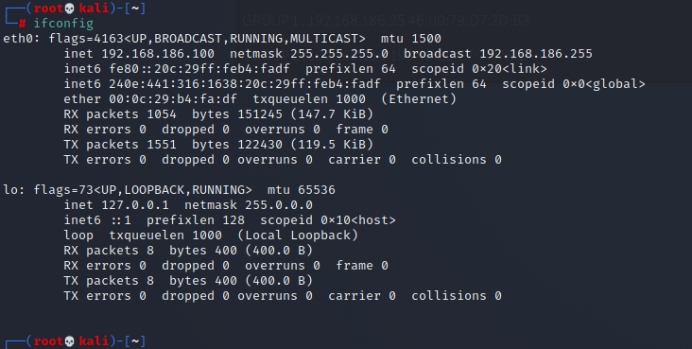 ┌──(root💀kali)-[~]
└─# ifconfig
eth0: flags=4163<UP,BROADCAST,RUNNING,MULTICAST>  mtu 1500
        inet 192.168.186.100  netmask 255.255.255.0  broadcast 192.168.186.255
        inet6 fe80::20c:29ff:feb4:fadf  prefixlen 64  scopeid 0×20<link>
        inet6 240e:441:316:1638:20c:29ff:feb4:fadf  prefixlen 64  scopeid 0×0<global>
        ether 00:0c:29:b4:fa:df  txqueuelen 1000  (Ethernet)
        RX packets 1054  bytes 151245 (147.7 KiB)
        RX errors 0  dropped 0  overruns 0  frame 0
        TX packets 1551  bytes 122430 (119.5 KiB)
        TX errors 0  dropped 0 overruns 0  carrier 0  collisions 0

lo: flags=73<UP,LOOPBACK,RUNNING>  mtu 65536
        inet 127.0.0.1  netmask 255.0.0.0
        inet6 ::1  prefixlen 128  scopeid 0×10<host>
        loop  txqueuelen 1000  (Local Loopback)
        RX packets 8  bytes 400 (400.0 B)
        RX errors 0  dropped 0  overruns 0  frame 0
        TX packets 8  bytes 400 (400.0 B)
        TX errors 0  dropped 0 overruns 0  carrier 0  collisions 0

┌──(root💀kali)-[~]